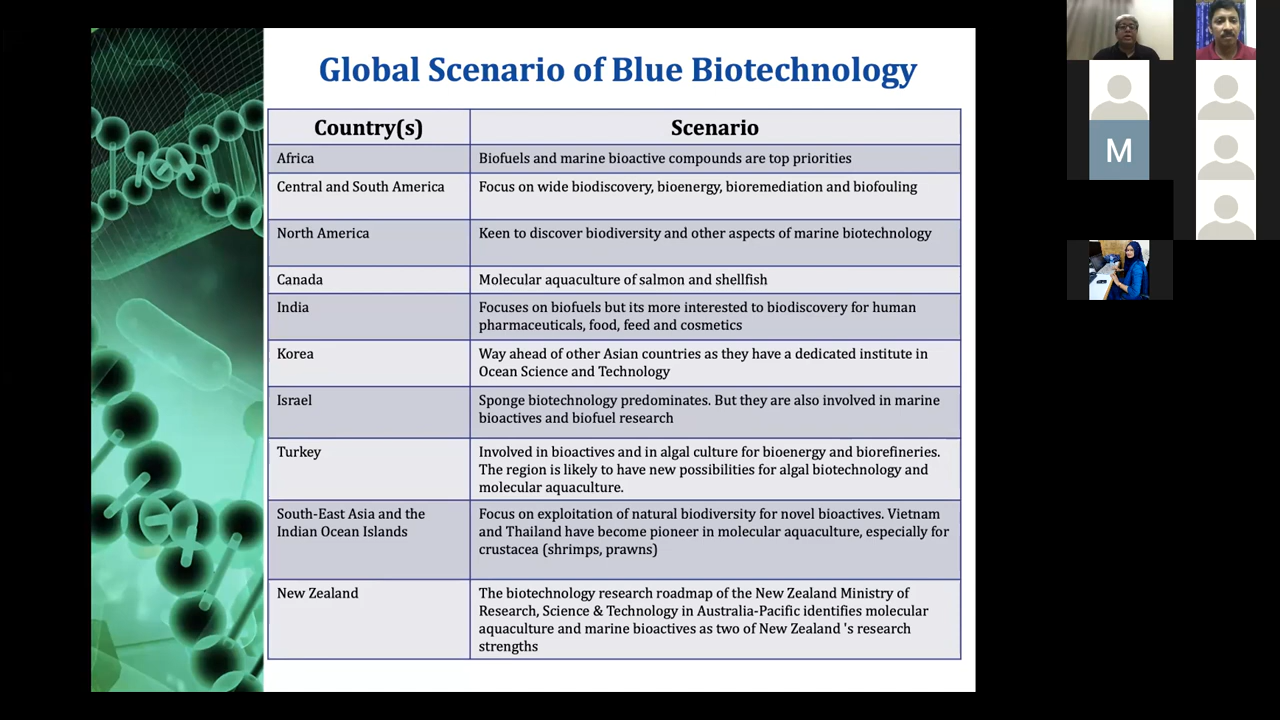 Global Scenario of Blue Biotechnology
Country(s)
Scenario
Africa
Biofuels and marine bioactive compounds are top priorities
Central and South America
Focus on wide biodiscovery, bioenergy, bioremediation and biofouling
North America
Keen to discover biodiversity and other aspects of marine biotechnology
Canada
Molecular aquaculture of salmon and shellfish
India
Focuses on biofuels but its more interested to biodiscovery for human
pharmaceuticals, food, feed and cosmetics
Korea
Way ahead of other Asian countries as they have a dedicated institute in
Ocean Science and Technology
Israel
Sponge biotechnology predominates. But they are also involved in marine
bioactives and biofuel research
Turkey
Involved in bioactives and in algal culture for bioenergy and biorefineries.
The region is likely to have new possibilities for algal biotechnology and
molecular aquaculture.
South-East Asia and the
Indian Ocean Islands
Focus on exploitation of natural biodiversity for novel bioactives. Vietnam
and Thailand have become pioneer in molecular aquaculture, especially for
crustacea (shrimps, prawns)
New Zealand
The biotechnology research roadmap of the New Zealand Ministry of
Research, Science & Technology in Australia-Pacific identifies molecular
aquaculture and marine bioactives as two of New Zealand 's research
strengths
M